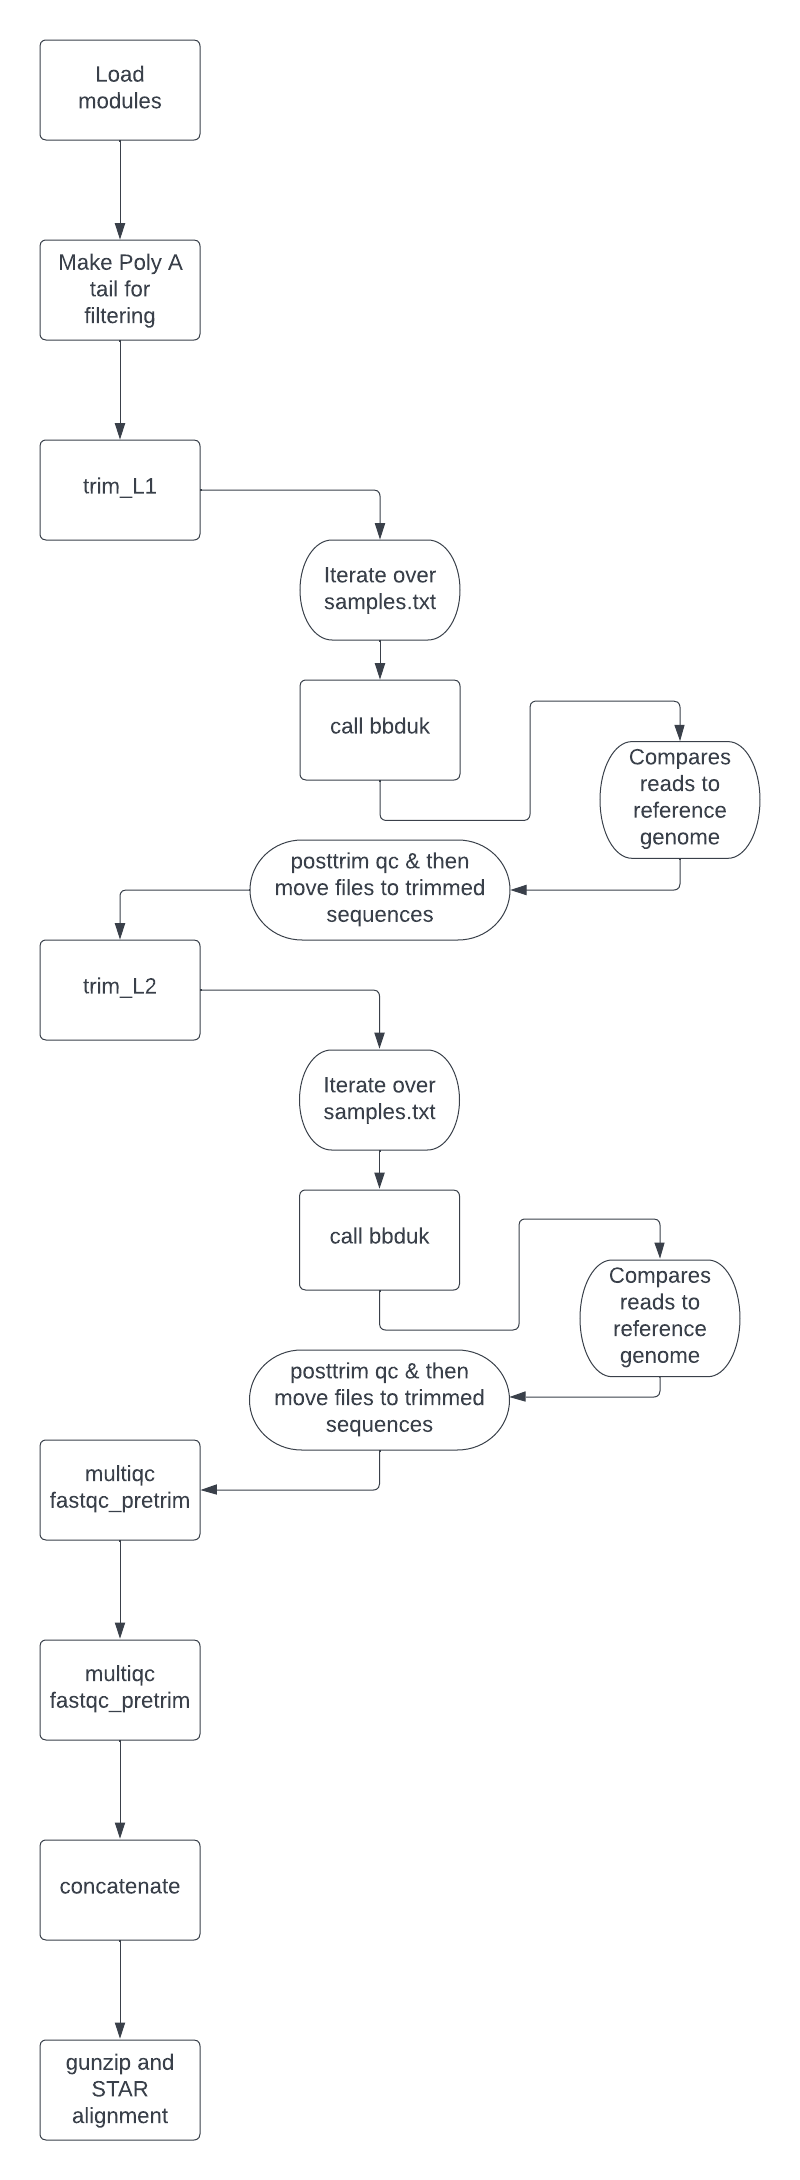 Load
modules
Make Poly A
tail for
filtering
trim_L1
Iterate over
samples.txt
call bbduk
Compares
reads to
reference
genome
posttrim qc & then
move files to trimmed
sequences
trim_L2
Iterate over
samples.txt
call bbduk
Compares
reads to
reference
genome
posttrim qc & then
move files to trimmed
sequences
multiqc
fastqc_pretrim
multiqc
fastqc_pretrim
concatenate
gunzip and
STAR
alignment